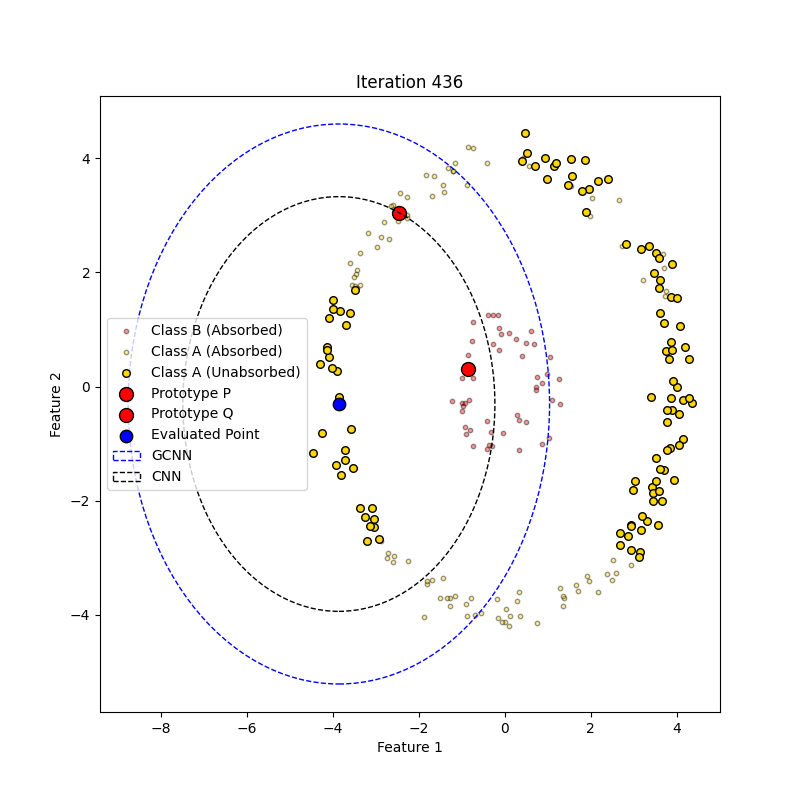 Iteration 436
4
2
0
−2
−4
Feature 2
Class B (Absorbed)
Class A (Absorbed)
Class A (Unabsorbed)
Prototype P
Prototype Q
Evaluated Point
GCNN
CNN
−8 −6 −4 −2 0 2 4
Feature 1